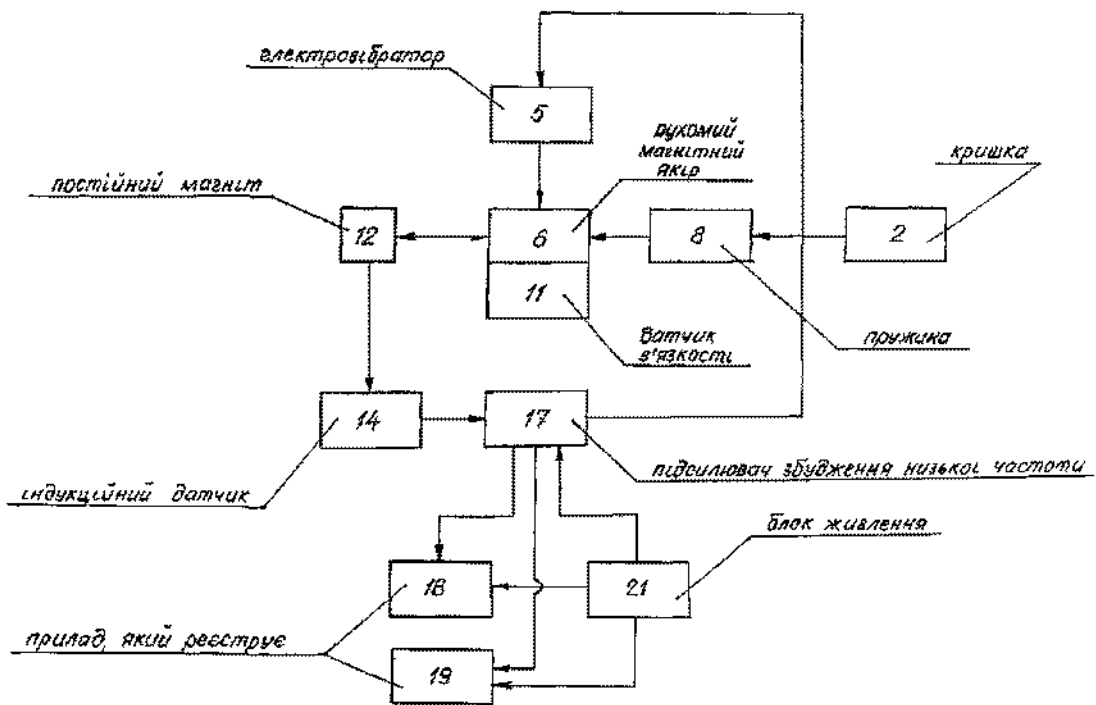 електровібратор
5
рухомий
магнітний
якір
кришка
постійний магніт
12
6
8
2
11
Датчик
в'язкості
пружина
14
17
підсилювач збудження низької частоти
індукційний датчик
блок живлення
18
21
прилад, який реєструє
19